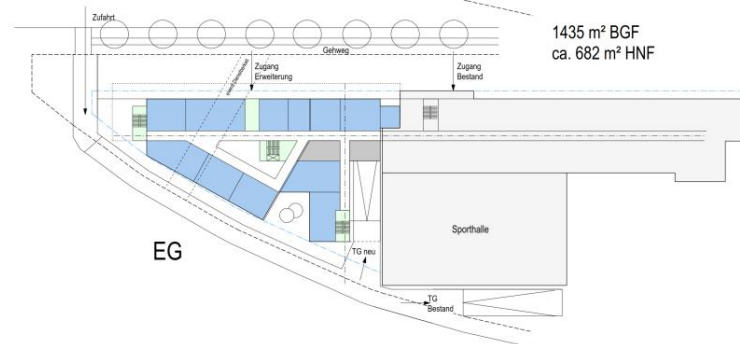 Zufahrt
1435 m² BGF
ca. 682 m² HNF
Gehweg
Zugang
Erweiterung
Zugang
Bestand
Sporthalle
EG
TG neu
TG
Bestand